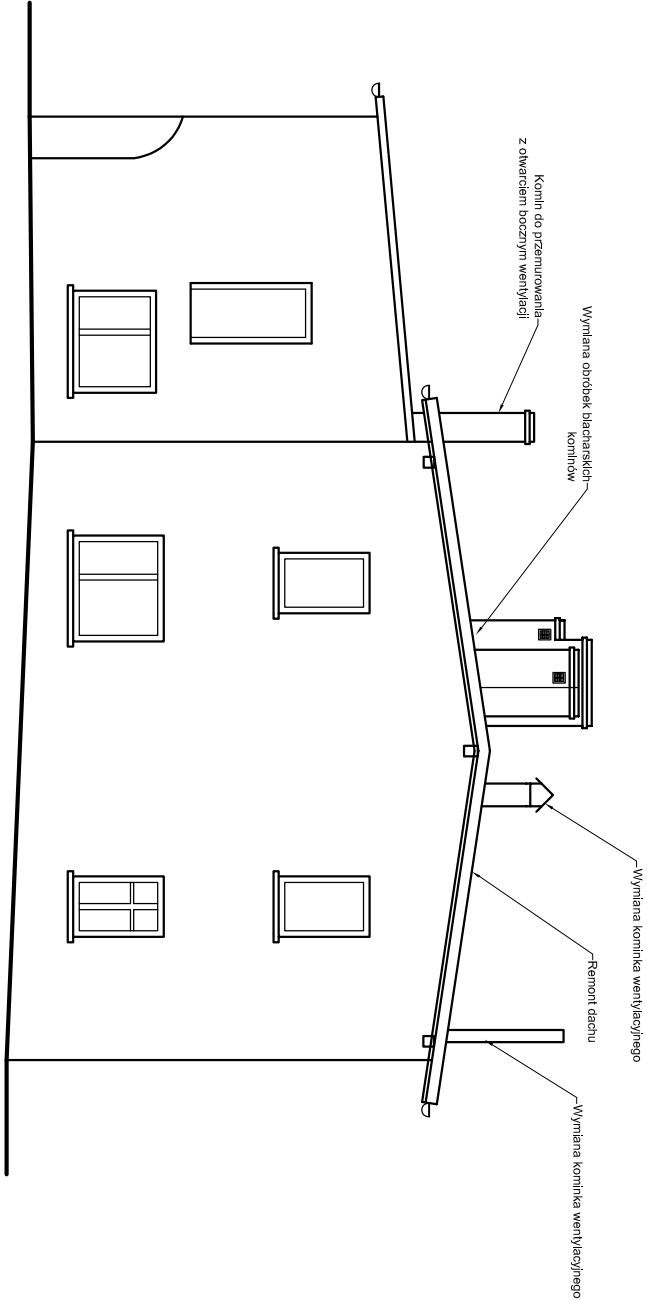 Komin do przemurowania
z otwarciem bocznym wentylacji
Wymiana obróbek blacharskich
kominów
Wymiana kominka wentylacyjnego
Remont dachu
Wymiana kominka wentylacyjnego